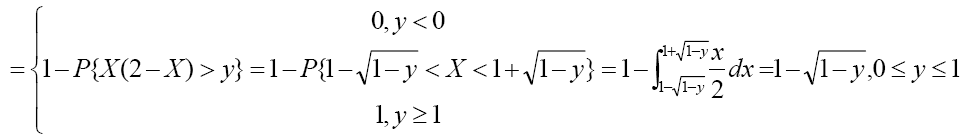 0, y < 0
= { 1 − P{X(2 − X) > y} = 1 − P{1 − √(1−y) < X < 1 + √(1−y)} = 1 − ∫_{1−√(1−y)}^{1+√(1−y)} x/2 dx = 1 − √(1−y), 0 ≤ y ≤ 1
1, y ≥ 1